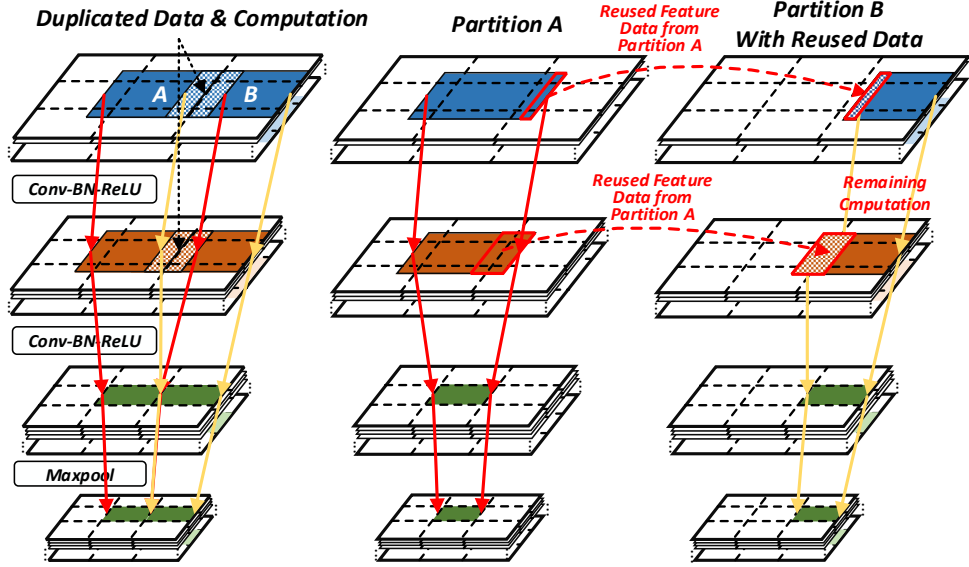 Duplicated Data & Computation
A
B
Conv-BN-ReLU
Conv-BN-ReLU
Maxpool
Partition A
Reused Feature
Data from
Partition A
Reused Feature
Data from
Partition A
Partition B
With Reused Data
Remaining
Cmputation